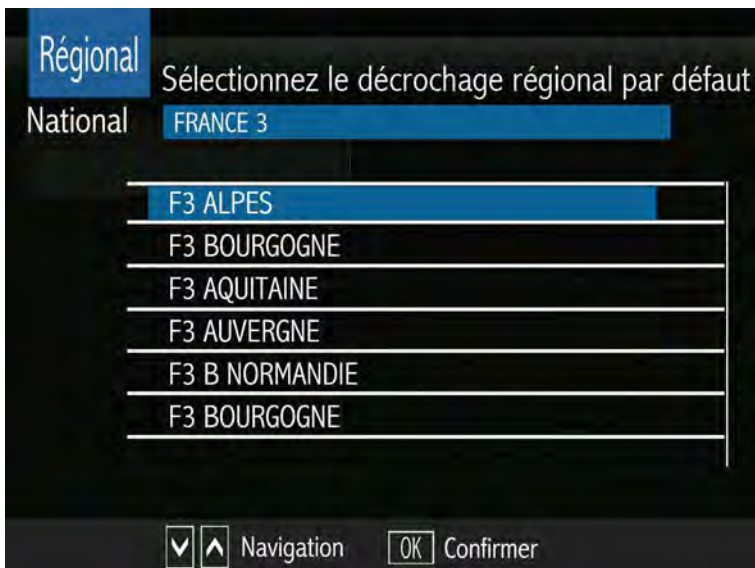 Régional
Sélectionnez le décrochage régional par défaut
National FRANCE 3
F3 ALPES
F3 BOURGOGNE
F3 AQUITAINE
F3 AUVERGNE
F3 B NORMANDIE
F3 BOURGOGNE
Navigation OK Confirmer